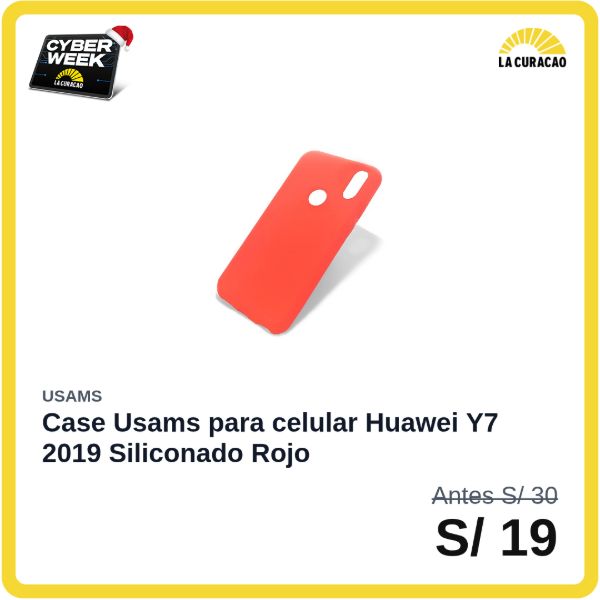 CYBER
WEEK
LA CURACAO
LA CURACAO
USAMS
Case Usams para celular Huawei Y7
2019 Siliconado Rojo
Antes S/ 30
S/ 19